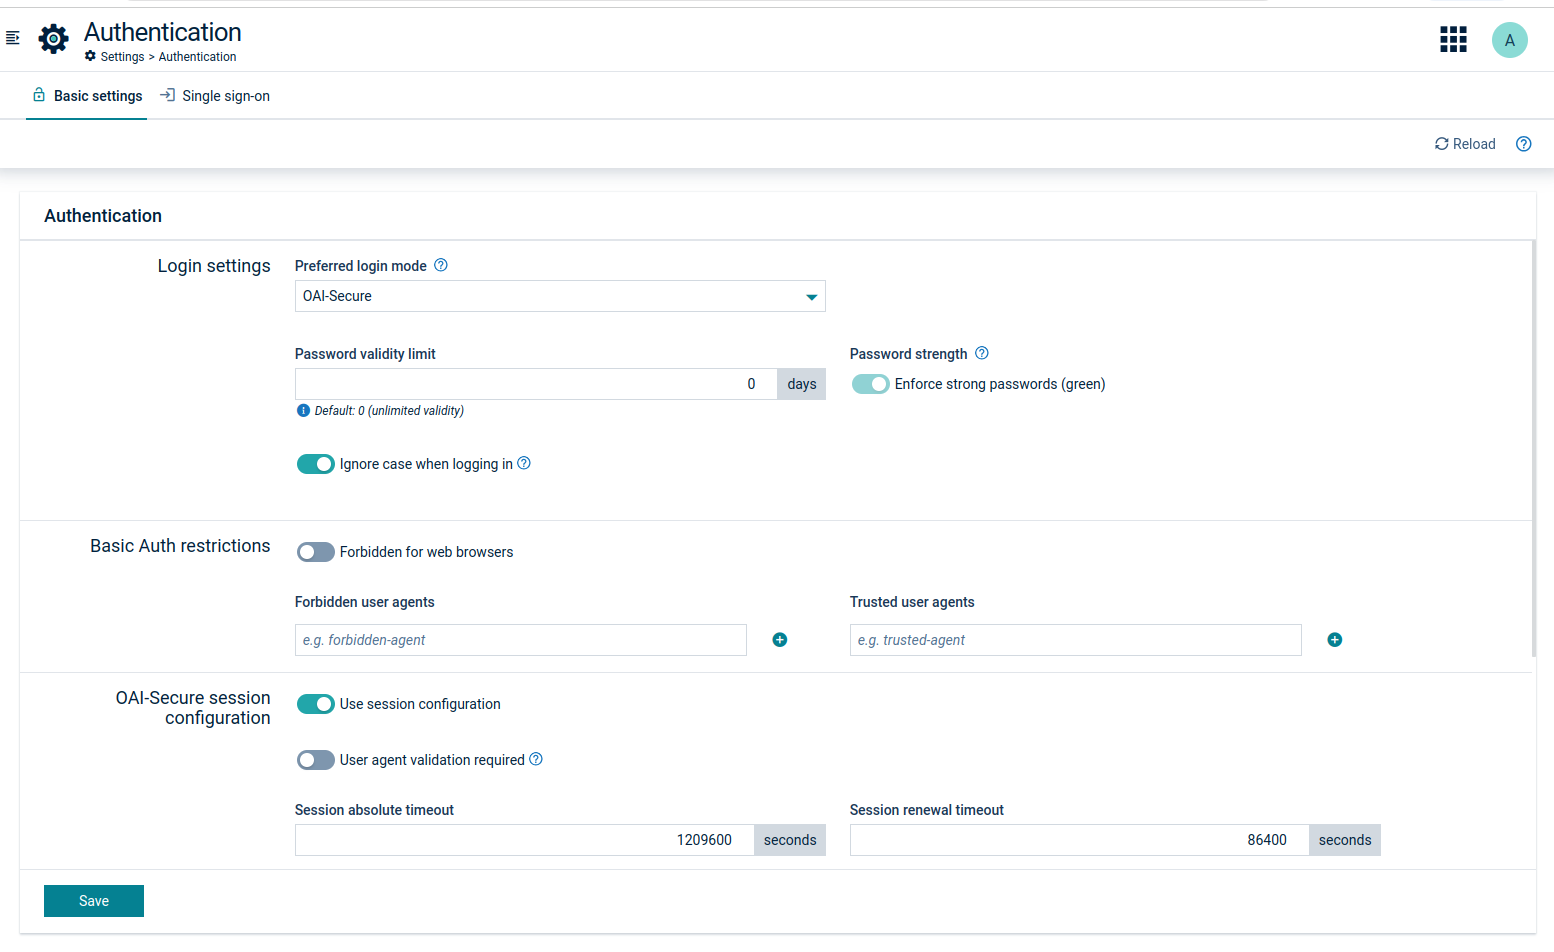 Authentication
Settings > Authentication
A
Basic settings
Single sign-on
Reload
Authentication
Login settings
Preferred login mode
OAI-Secure
Password validity limit
Password strength
0 days
Enforce strong passwords (green)
Default: 0 (unlimited validity)
Ignore case when logging in
Basic Auth restrictions
Forbidden for web browsers
Forbidden user agents
Trusted user agents
e.g. forbidden-agent
e.g. trusted-agent
OAI-Secure session
configuration
Use session configuration
User agent validation required
Session absolute timeout
Session renewal timeout
1209600 seconds
86400 seconds
Save